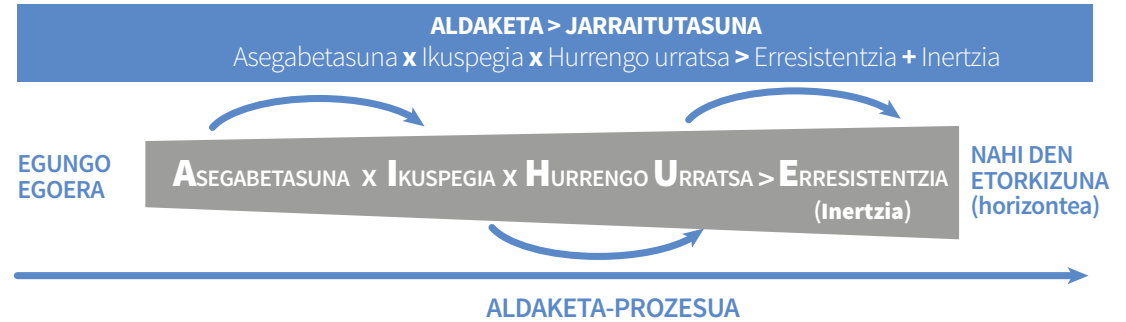 ALDAKETA > JARRAITUTASUNA
Asegabetasuna x Ikuspegia x Hurrengo urratsa > Erresistentzia + Inertzia
EGUNGO
EGOERA
ASEGABETASUNA x IKUSPEGIA x HURRENGO URRATSA > ERRESISTENTZIA
(Inertzia)
NAHI DEN
ETORKIZUNA
(horizontea)
ALDAKETA-PROZESUA